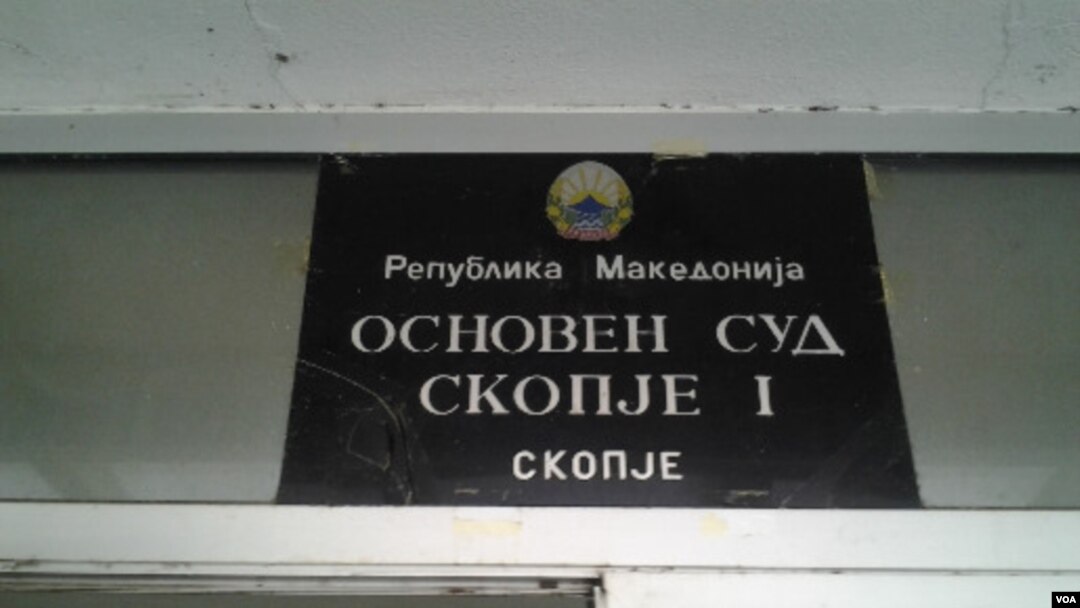 Република Македонија
ОСНОВЕН СУД
СКОПЈЕ I
СКОПЈЕ
VOA